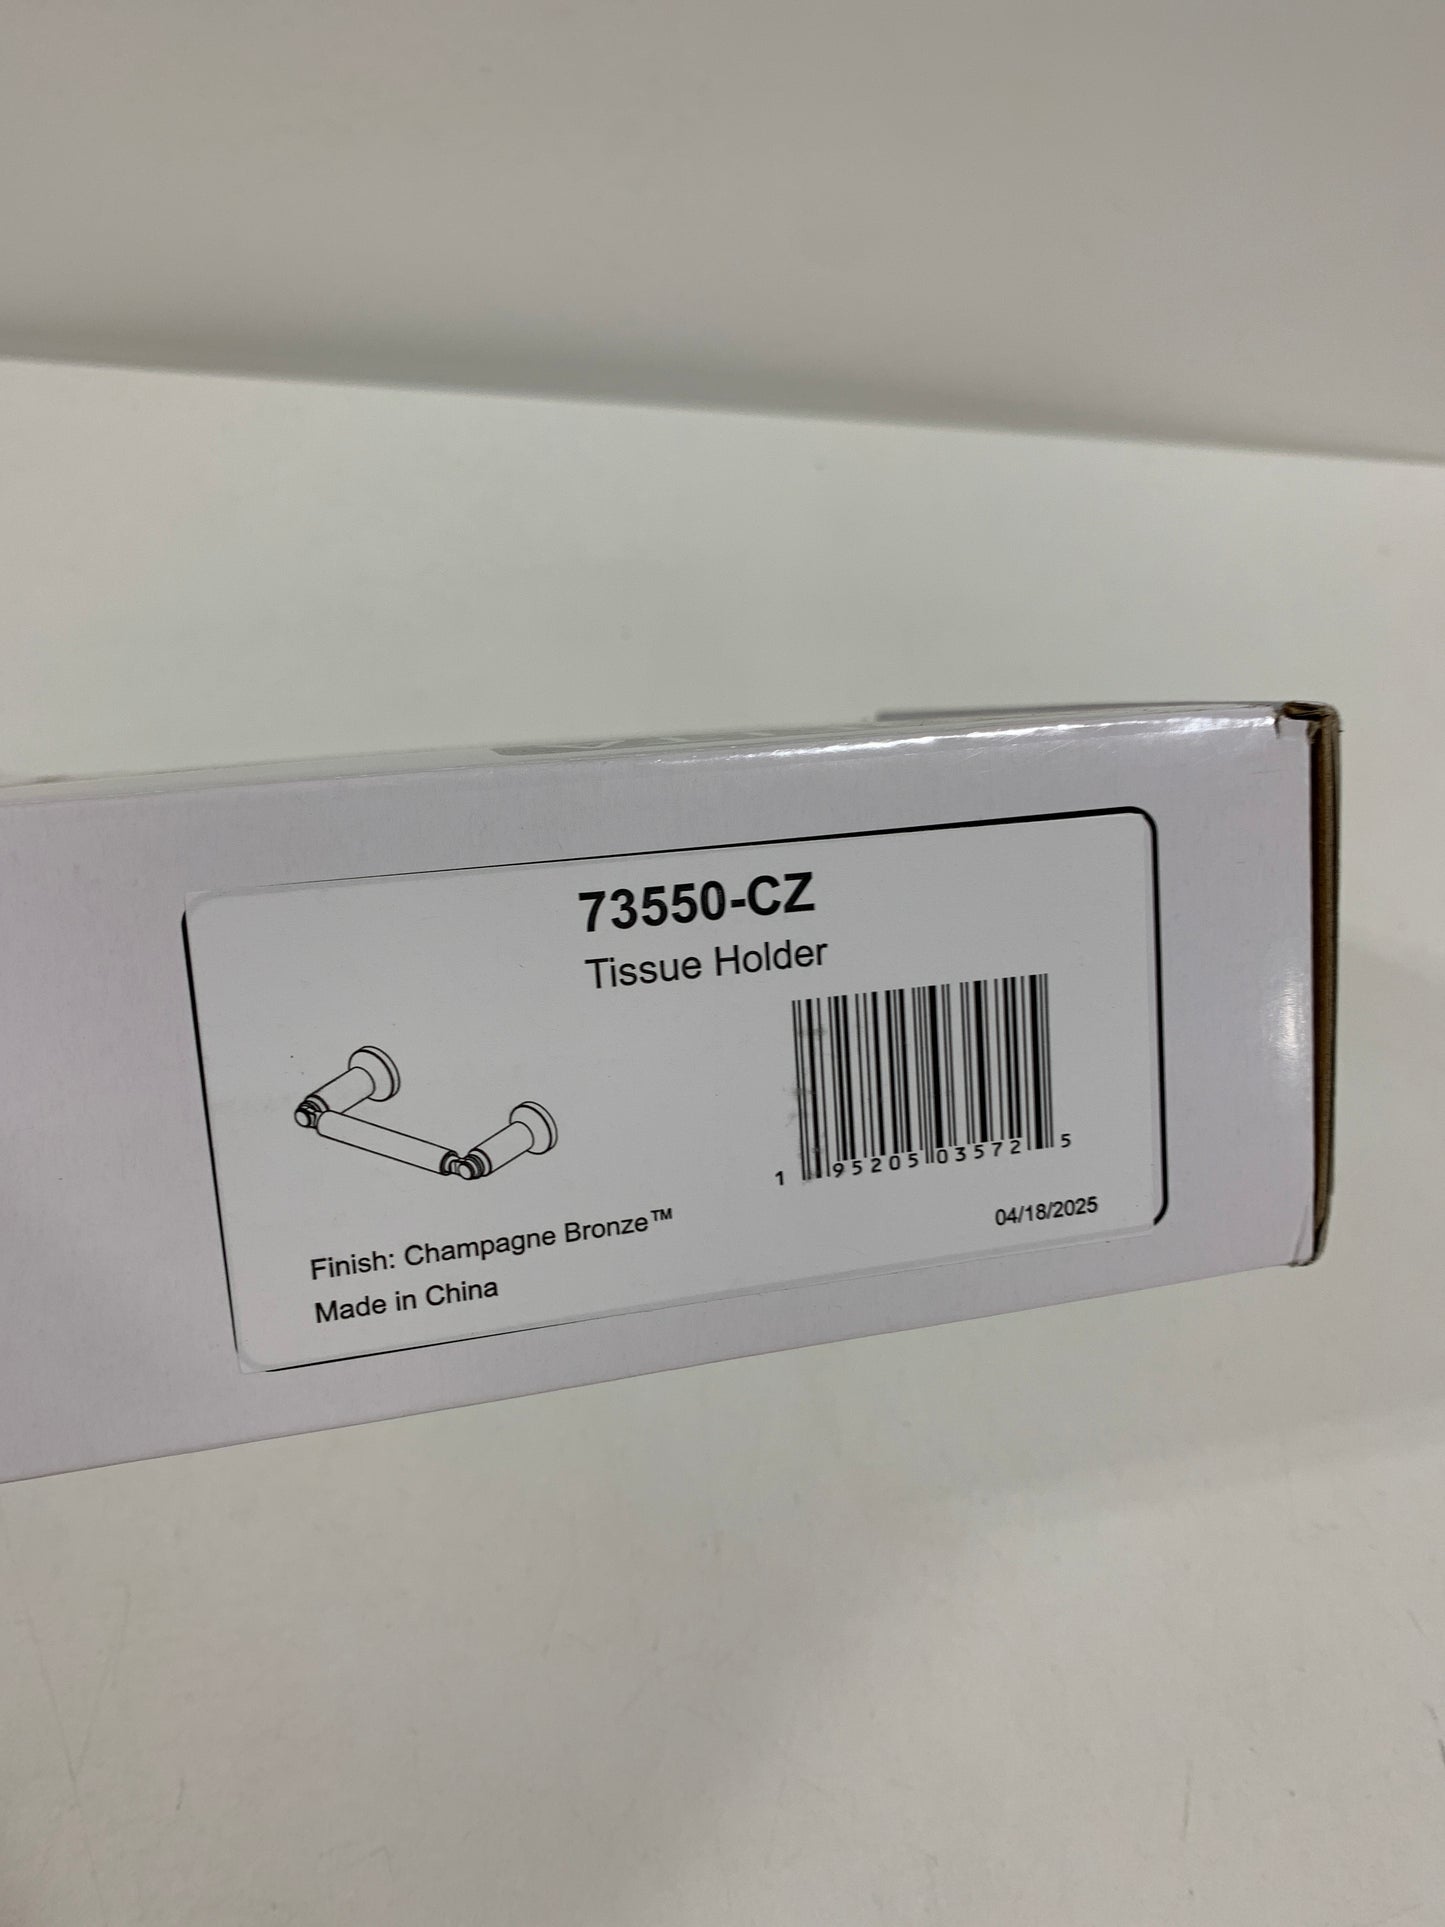 73550-CZ
Tissue Holder
1 95205 03572 5
04/18/2025
Finish: Champagne Bronze™
Made in China